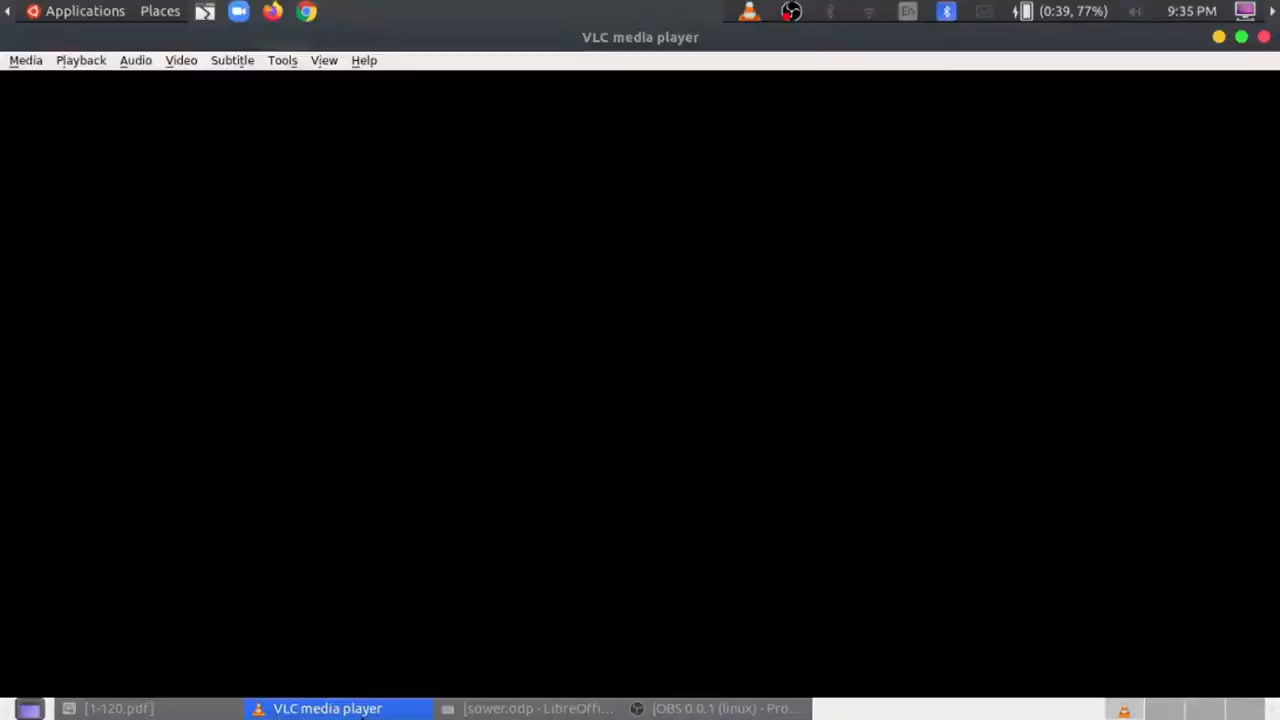 Applications Places En (0:39, 77%) 9:35 PM
VLC media player
Media Playback Audio Video Subtitle Tools View Help
[1-120.pdf] VLC media player [sower.odp - LibreOffi... [OBS 0.0.1 (linux) - Pro...